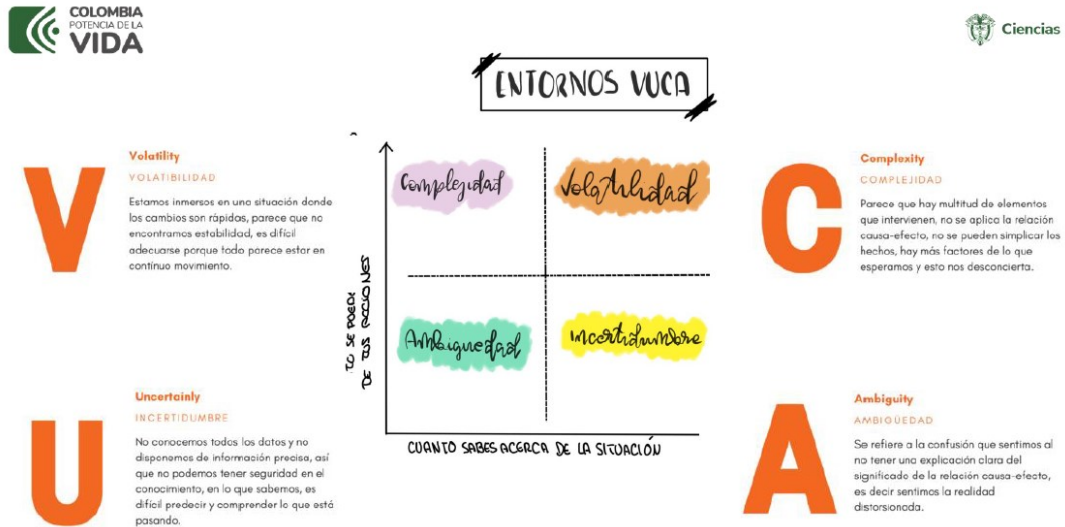 COLOMBIA
POTENCIA DE LA
VIDA
Ciencias
ENTORNOS VUCA
V
Volatility
VOLATIBILIDAD
Estamos inmersos en una situación donde
los cambios son rápidas, parece que no
encontramos estabilidad, es difícil
adecuarse porque todo parece estar en
contínuo movimiento.
U
Uncertainly
INCERTIDUMBRE
No conocemos todos los datos y no
disponemos de información precisa, así
que no podemos tener seguridad en el
conocimiento, en lo que sabemos, es
difícil predecir y comprender lo que está
pasando.
Complejidad
Volatilidad
Ambiguedad
Incertidumbre
TO SE PUEDE
DE TUS ACCIONES
CUANTO SABES ACERCA DE LA SITUACIÓN
C
Complexity
COMPLEJIDAD
Parece que hay multitud de elementos
que intervienen, no se aplica la relación
causa-efecto, no se pueden simplicar los
hechos, hay más factores de lo que
esperamos y esto nos desconcierta.
A
Ambiguity
AMBIGÜEDAD
Se refiere a la confusión que sentimos al
no tener una explicación clara del
significado de la relación causa-efecto,
es decir sentimos la realidad
distorsionada.